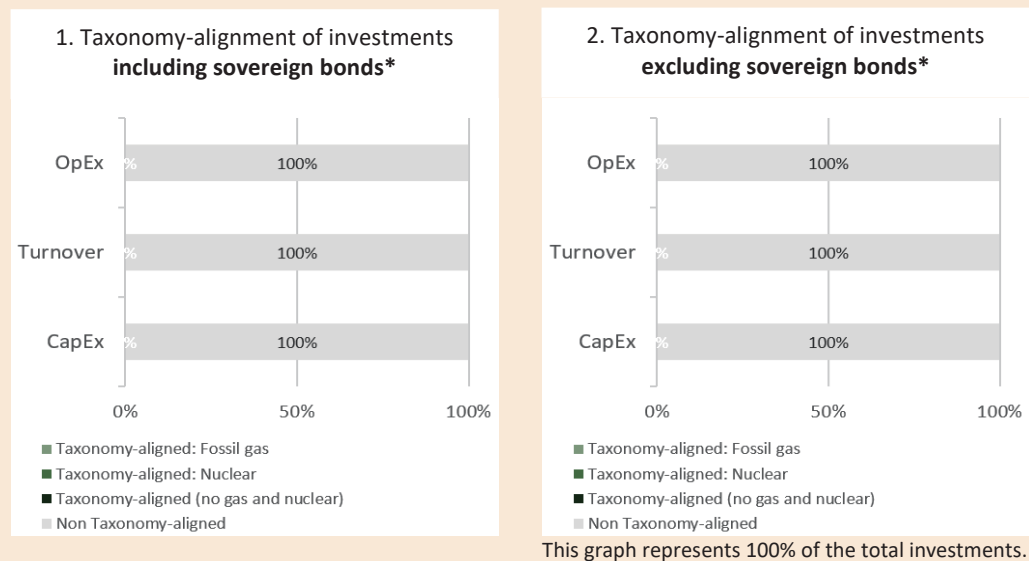 1. Taxonomy-alignment of investments
including sovereign bonds*
OpEx
%
100%
Turnover
%
100%
CapEx
%
100%
0%
50%
100%
Taxonomy-aligned: Fossil gas
Taxonomy-aligned: Nuclear
Taxonomy-aligned (no gas and nuclear)
Non Taxonomy-aligned
2. Taxonomy-alignment of investments
excluding sovereign bonds*
OpEx
%
100%
Turnover
%
100%
CapEx
%
100%
0%
50%
100%
Taxonomy-aligned: Fossil gas
Taxonomy-aligned: Nuclear
Taxonomy-aligned (no gas and nuclear)
Non Taxonomy-aligned
This graph represents 100% of the total investments.